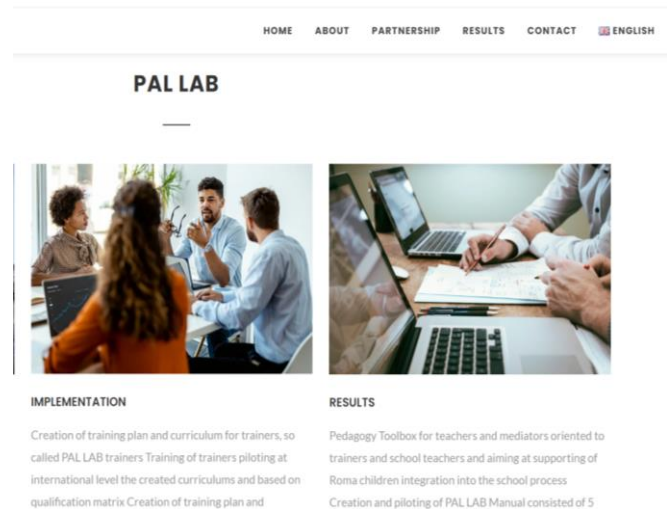 HOME ABOUT PARTNERSHIP RESULTS CONTACT ENGLISH
PAL LAB
IMPLEMENTATION
Creation of training plan and curriculum for trainers, so
called PAL LAB trainers Training of trainers piloting at
international level the created curriculums and based on
qualification matrix Creation of training plan and
RESULTS
Pedagogy Toolbox for teachers and mediators oriented to
trainers and school teachers and aiming at supporting of
Roma children integration into the school process
Creation and piloting of PAL LAB Manual consisted of 5